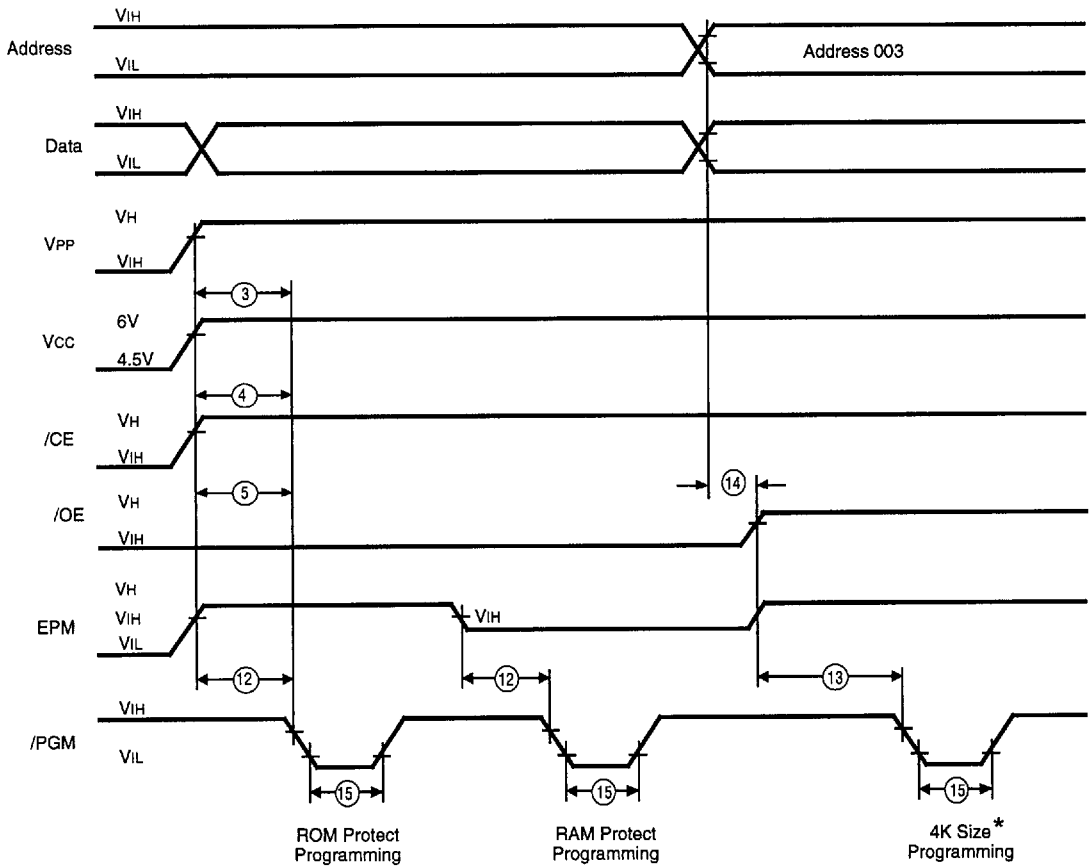 VIH
Address
Address 003
VIL
VIH
Data
VIL
VH
VPP
VIH
3
6V
VCC
4.5V
4
VH
/CE
VIH
5
14
VH
/OE
VIH
VH
VIH
VIH
EPM
VIL
12
12
13
VIH
/PGM
VIL
15
15
15
ROM Protect
Programming
RAM Protect
Programming
4K Size*
Programming